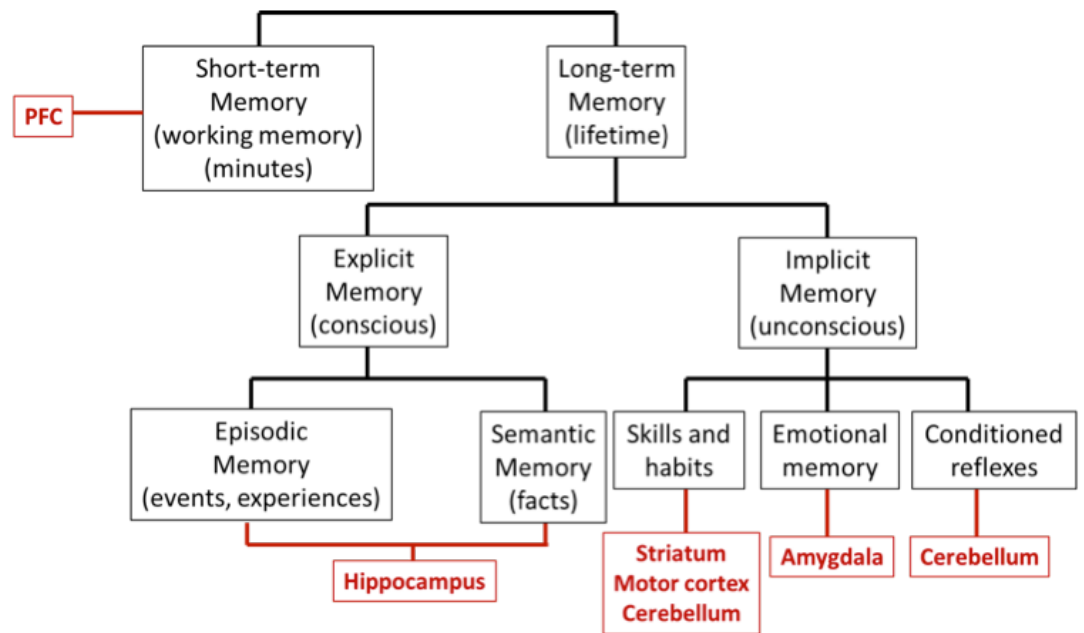 Short-term
Memory
(working memory)
(minutes)
Long-term
Memory
(lifetime)
PFC
Explicit
Memory
(conscious)
Implicit
Memory
(unconscious)
Episodic
Memory
(events, experiences)
Semantic
Memory
(facts)
Skills and
habits
Emotional
memory
Conditioned
reflexes
Hippocampus
Striatum
Motor cortex
Cerebellum
Amygdala
Cerebellum